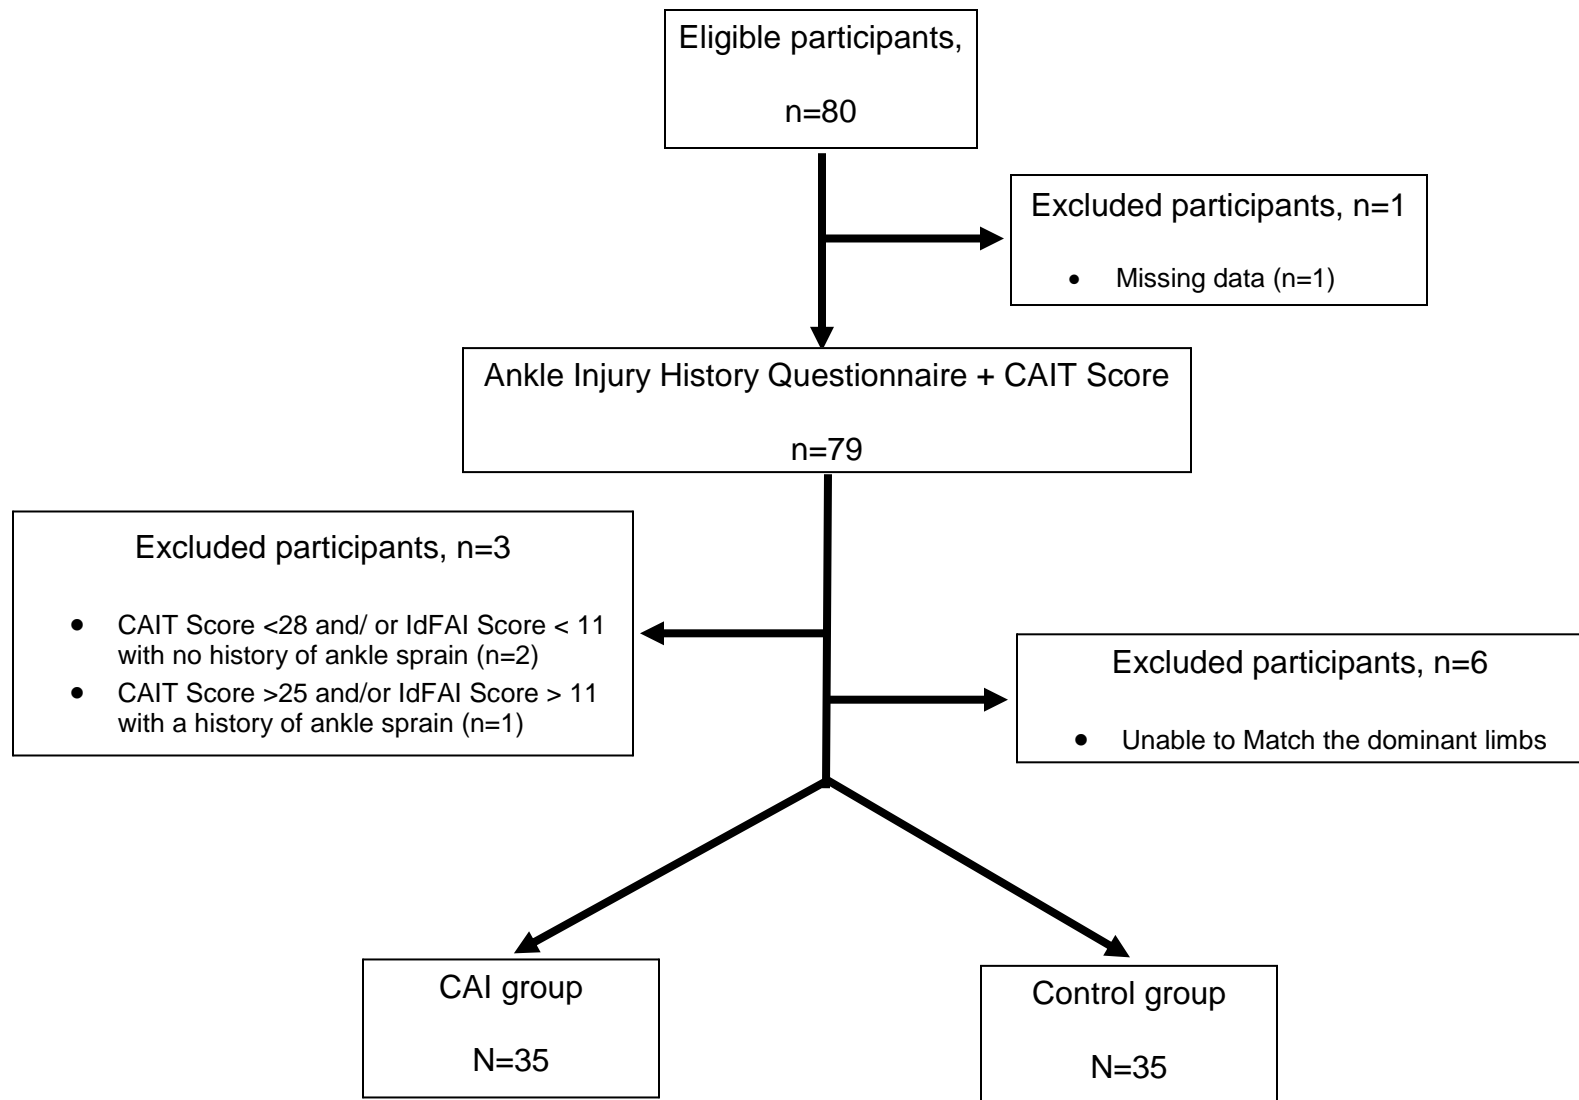 Eligible participants,
n=80
Excluded participants, n=1
• Missing data (n=1)
Ankle Injury History Questionnaire + CAIT Score
n=79
Excluded participants, n=3
• CAIT Score <28 and/ or IdFAI Score < 11
with no history of ankle sprain (n=2)
• CAIT Score >25 and/or IdFAI Score > 11
with a history of ankle sprain (n=1)
Excluded participants, n=6
• Unable to Match the dominant limbs
CAI group
N=35
Control group
N=35